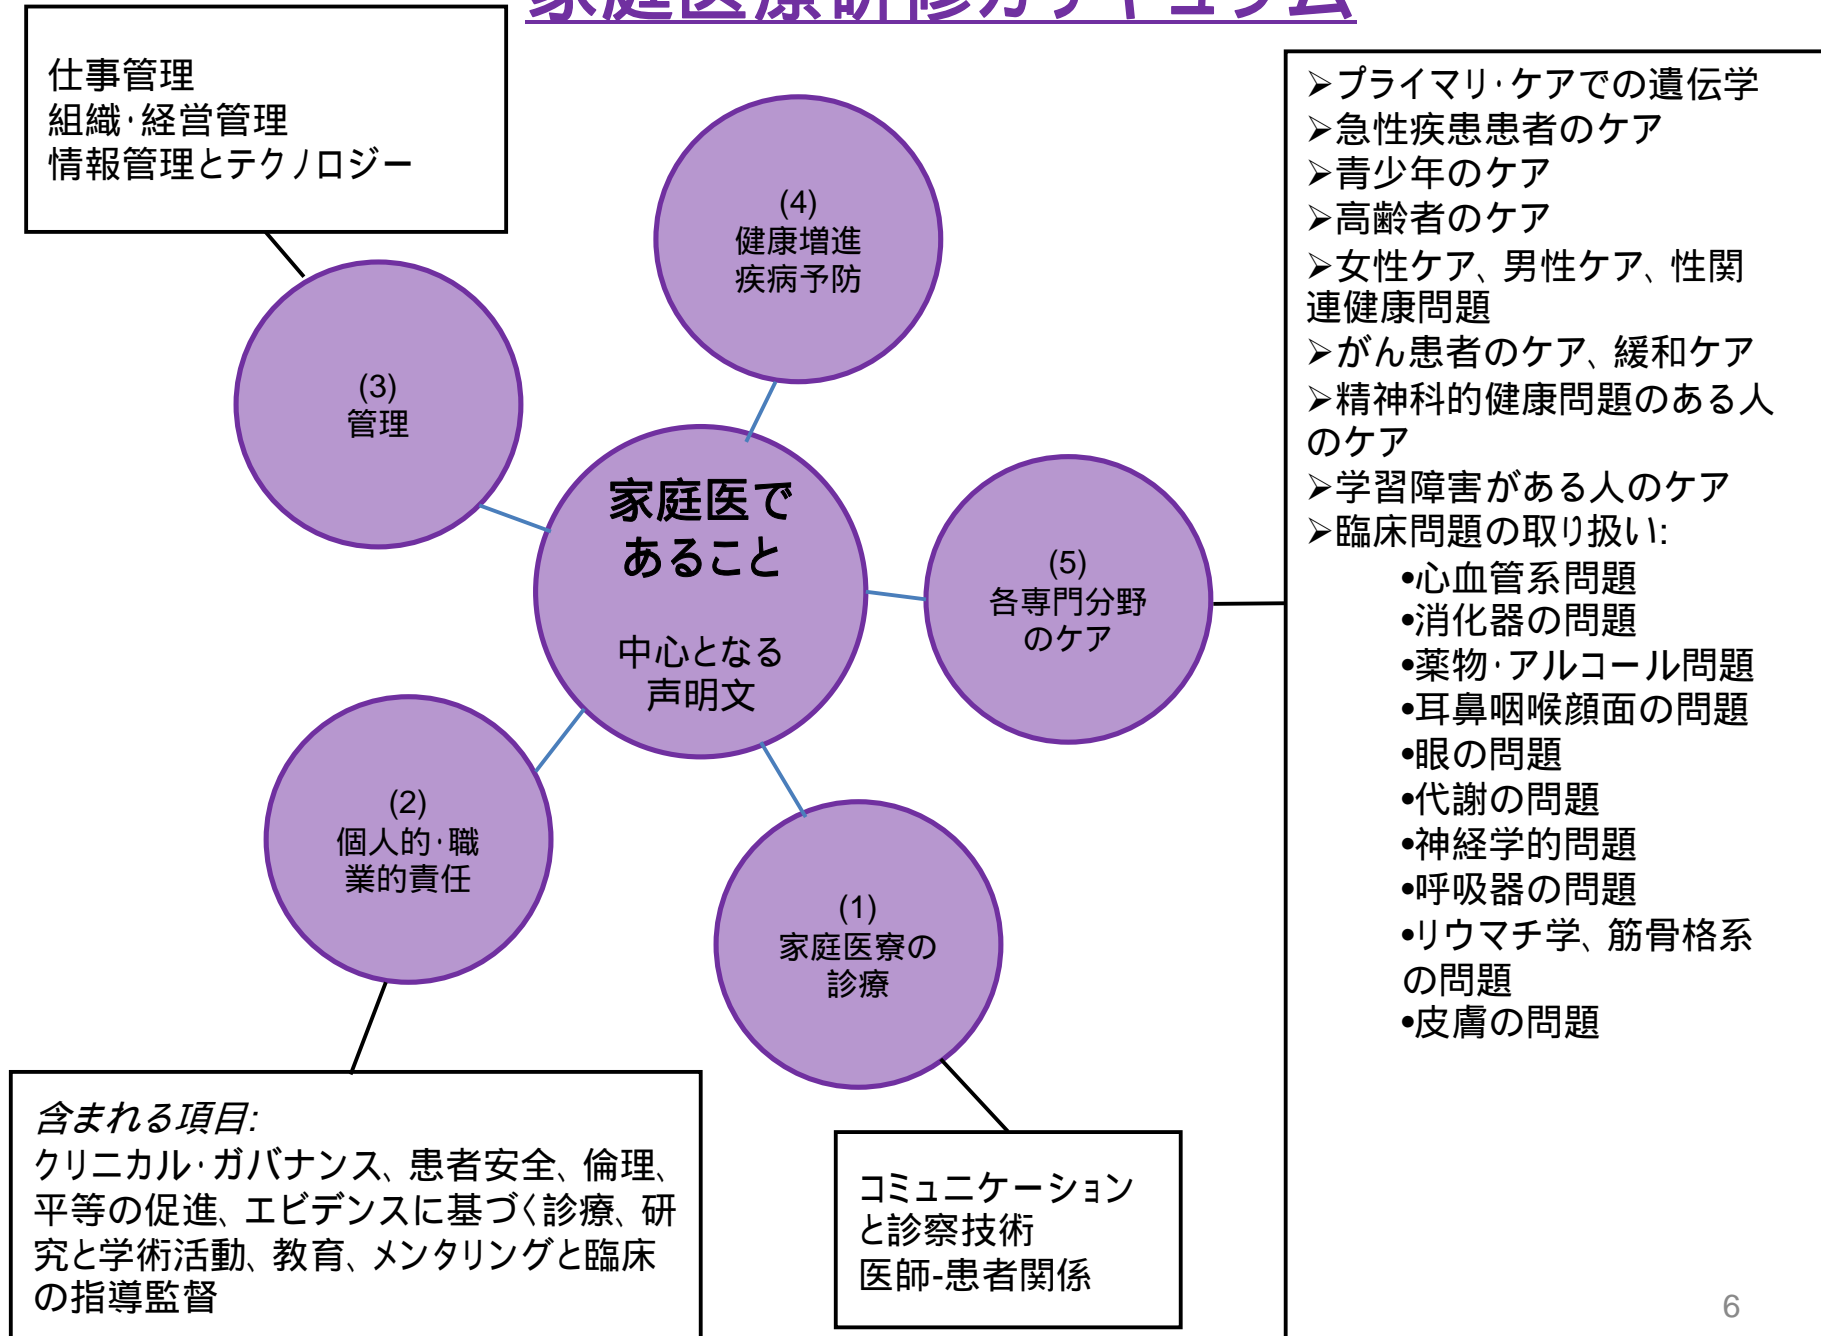 家庭医療研修カリキュラム
仕事管理
組織・経営管理
情報管理とテクノロジー
(4)
健康増進
疾病予防
(3)
管理
家庭医で
あること
中心となる
声明文
(5)
各専門分野
のケア
(2)
個人的・職
業的責任
(1)
家庭医寮の
診療
➢プライマリ・ケアでの遺伝学
➢急性疾患患者のケア
➢青少年のケア
➢高齢者のケア
➢女性ケア、男性ケア、性関
連健康問題
➢がん患者のケア、緩和ケア
➢精神科的健康問題のある人
のケア
➢学習障害がある人のケア
➢臨床問題の取り扱い:
•心血管系問題
•消化器の問題
•薬物・アルコール問題
•耳鼻咽喉顔面の問題
•眼の問題
•代謝の問題
•神経学的問題
•呼吸器の問題
•リウマチ学、筋骨格系
の問題
•皮膚の問題
含まれる項目:
クリニカル・ガバナンス、患者安全、倫理、
平等の促進、エビデンスに基づく診療、研
究と学術活動、教育、メンタリングと臨床
の指導監督
コミュニケーション
と診察技術
医師-患者関係
6